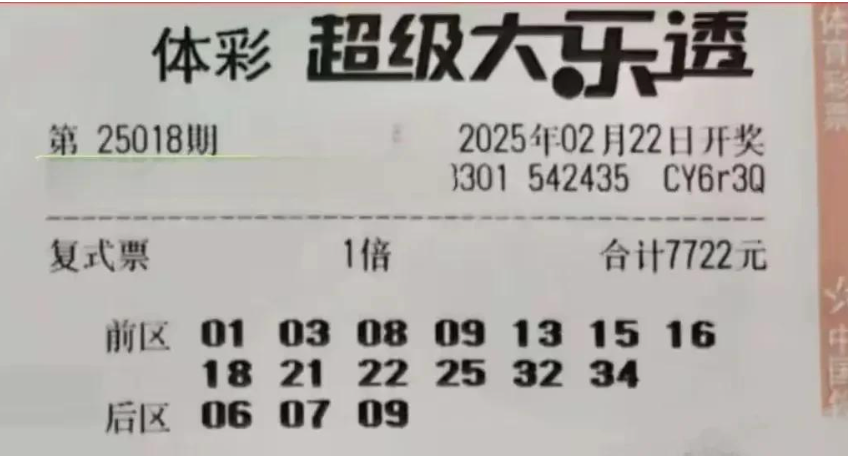 体彩 超级大乐透
第 25018期 2025年02月22日开奖
3301 542435 CY6r3Q
复式票 1倍 合计7722元
前区 01 03 08 09 13 15 16
18 21 22 25 32 34
后区 06 07 09
体育彩票
中国